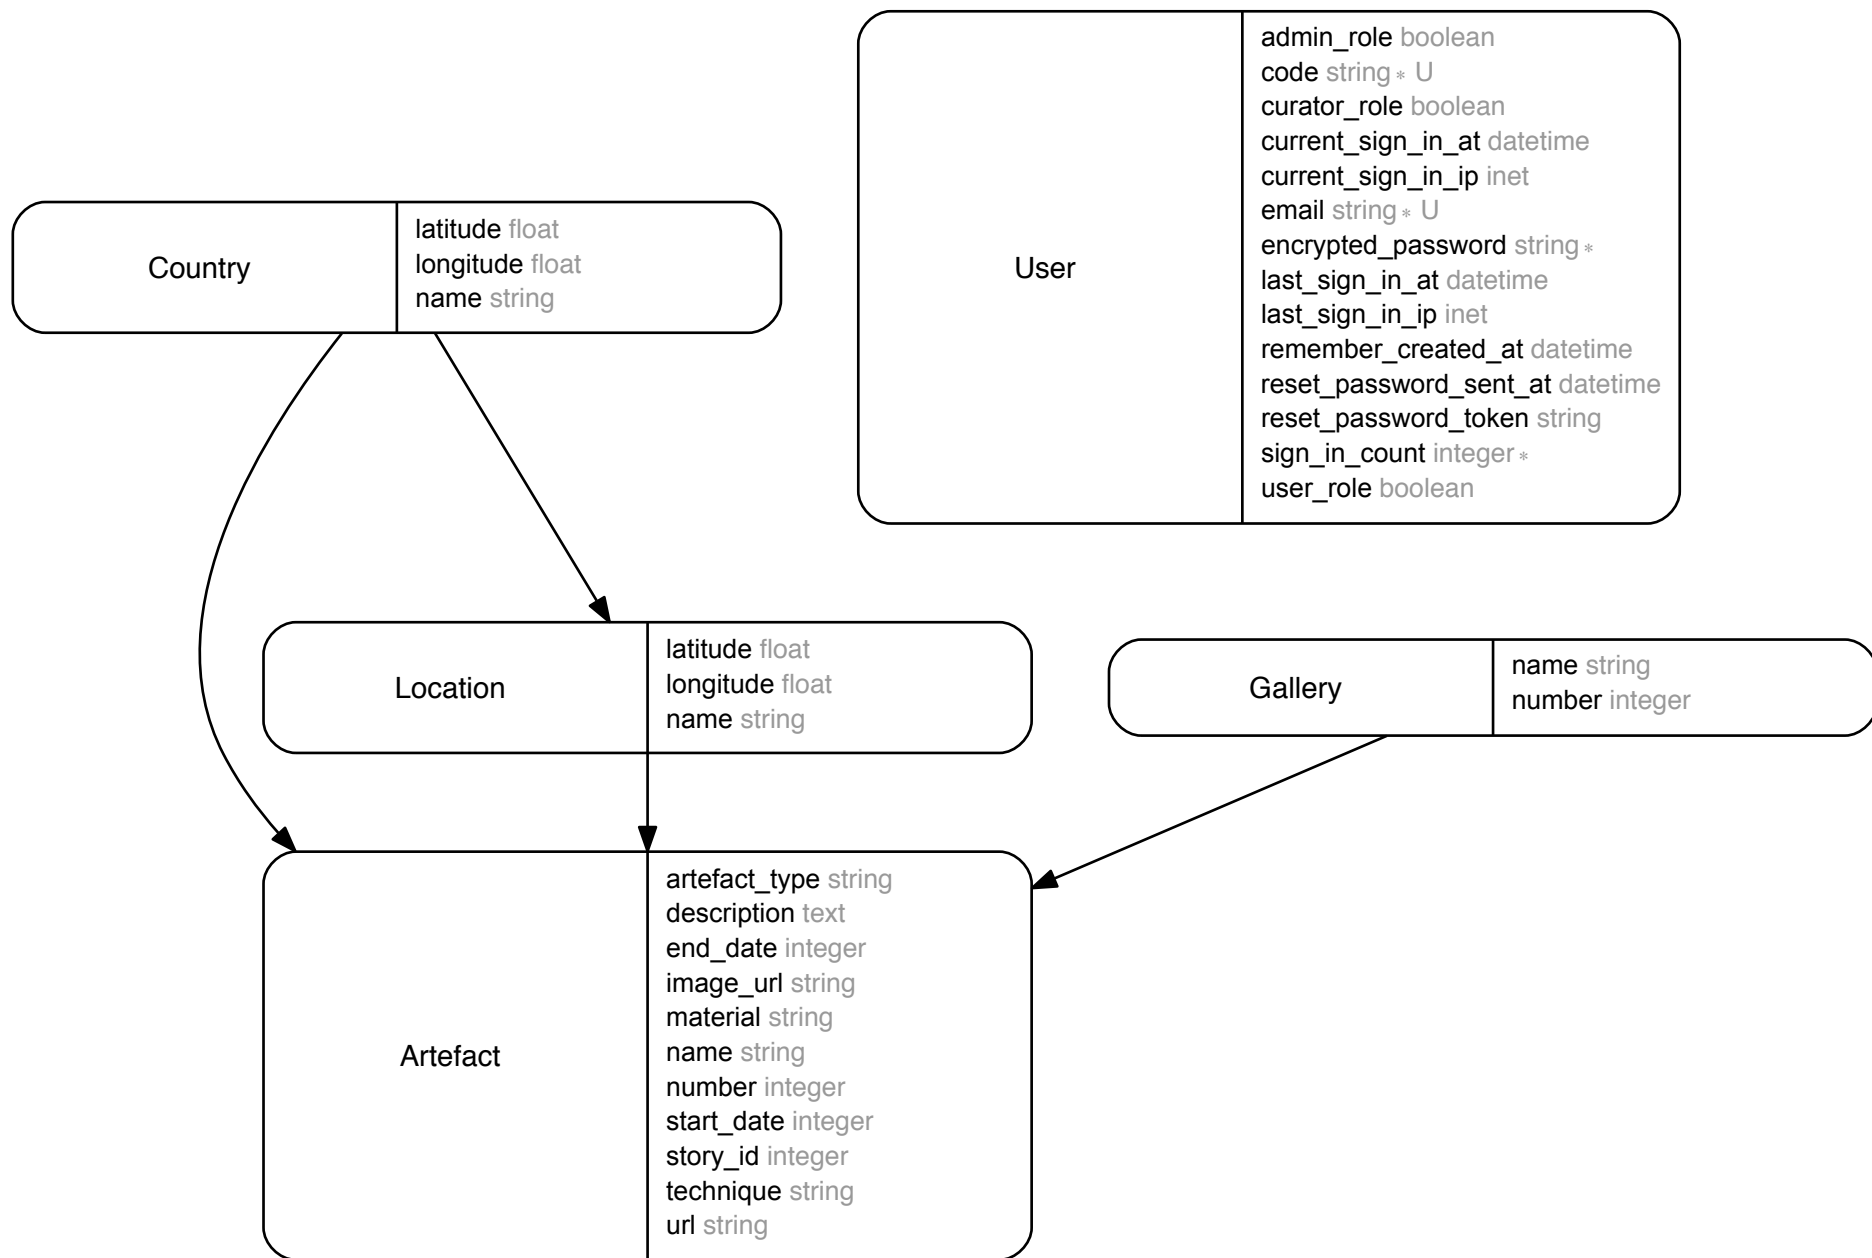 User
admin_role boolean
code string * U
curator_role boolean
current_sign_in_at datetime
current_sign_in_ip inet
email string * U
encrypted_password string *
last_sign_in_at datetime
last_sign_in_ip inet
remember_created_at datetime
reset_password_sent_at datetime
reset_password_token string
sign_in_count integer *
user_role boolean
Country
latitude float
longitude float
name string
Location
latitude float
longitude float
name string
Gallery
name string
number integer
Artefact
artefact_type string
description text
end_date integer
image_url string
material string
name string
number integer
start_date integer
story_id integer
technique string
url string